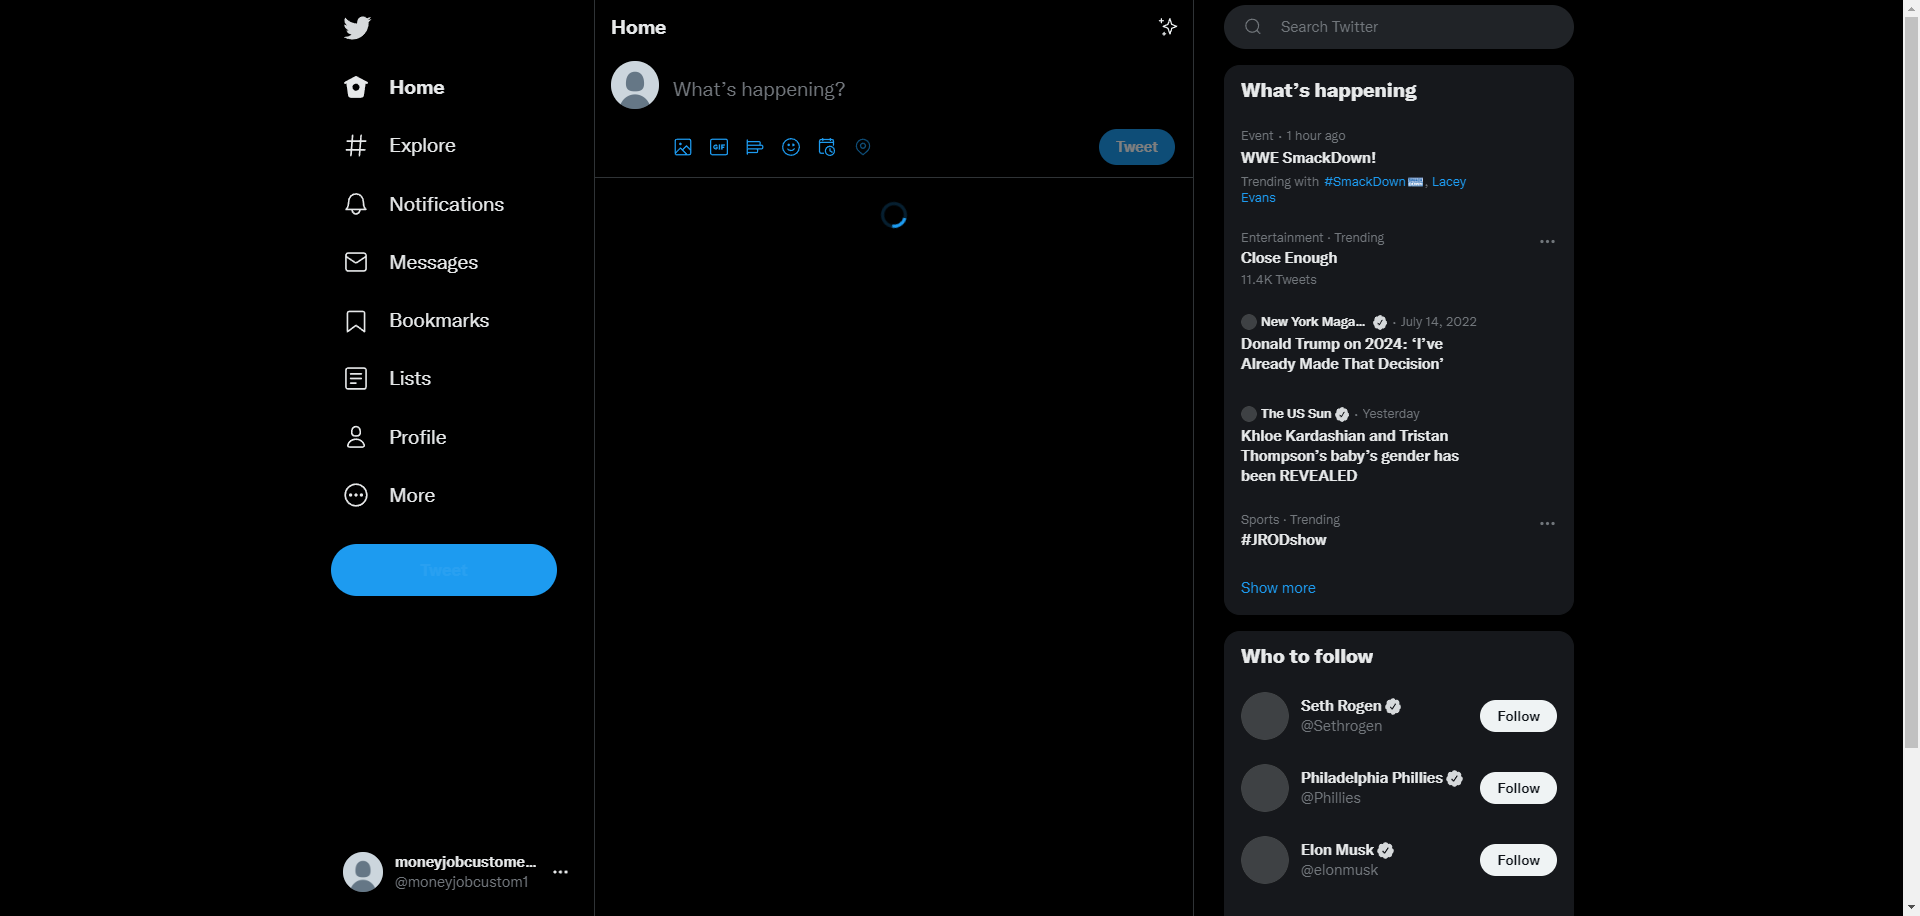 Home
Explore
Notifications
Messages
Bookmarks
Lists
Profile
More
Tweet
moneyjobcustome...
@moneyjobcustom1
Home
What's happening?
GIF
Tweet
Search Twitter
What's happening
Event · 1 hour ago
WWE SmackDown!
Trending with #SmackDown, Lacey
Evans
Entertainment · Trending
Close Enough
11.4K Tweets
New York Maga... · July 14, 2022
Donald Trump on 2024: ‘I’ve
Already Made That Decision’
The US Sun · Yesterday
Khloe Kardashian and Tristan
Thompson’s baby’s gender has
been REVEALED
Sports · Trending
#JRODshow
Show more
Who to follow
Seth Rogen
@Sethrogen
Follow
Philadelphia Phillies
@Phillies
Follow
Elon Musk
@elonmusk
Follow